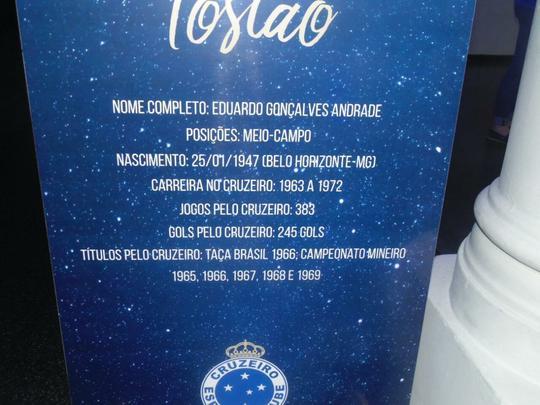 Tostão
NOME COMPLETO: EDUARDO GONÇALVES ANDRADE
POSIÇÕES: MEIO-CAMPO
NASCIMENTO: 25/01/1947 (BELO HORIZONTE-MG)
CARREIRA NO CRUZEIRO: 1963 A 1972
JOGOS PELO CRUZEIRO: 383
GOLS PELO CRUZEIRO: 245 GOLS
TÍTULOS PELO CRUZEIRO: TAÇA BRASIL 1966; CAMPEONATO MINEIRO
1965, 1966, 1967, 1968 E 1969
CRUZEIRO